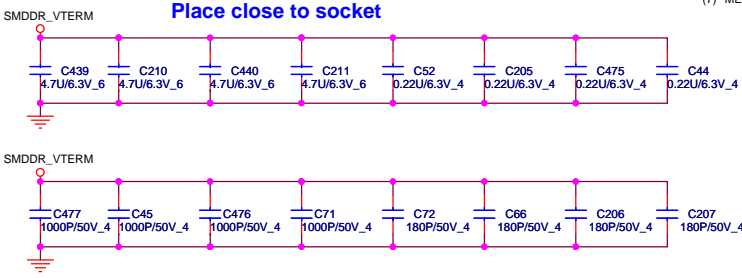 Place close to socket
(7) ME
SMDDR_VTERM
C439 C210 C440 C211 C52 C205 C475 C44
4.7U/6.3V_6 4.7U/6.3V_6 4.7U/6.3V_6 4.7U/6.3V_6 0.22U/6.3V_4 0.22U/6.3V_4 0.22U/6.3V_4 0.22U/6.3V_4
SMDDR_VTERM
C477 C45 C476 C71 C72 C66 C206 C207
1000P/50V_4 1000P/50V_4 1000P/50V_4 1000P/50V_4 180P/50V_4 180P/50V_4 180P/50V_4 180P/50V_4